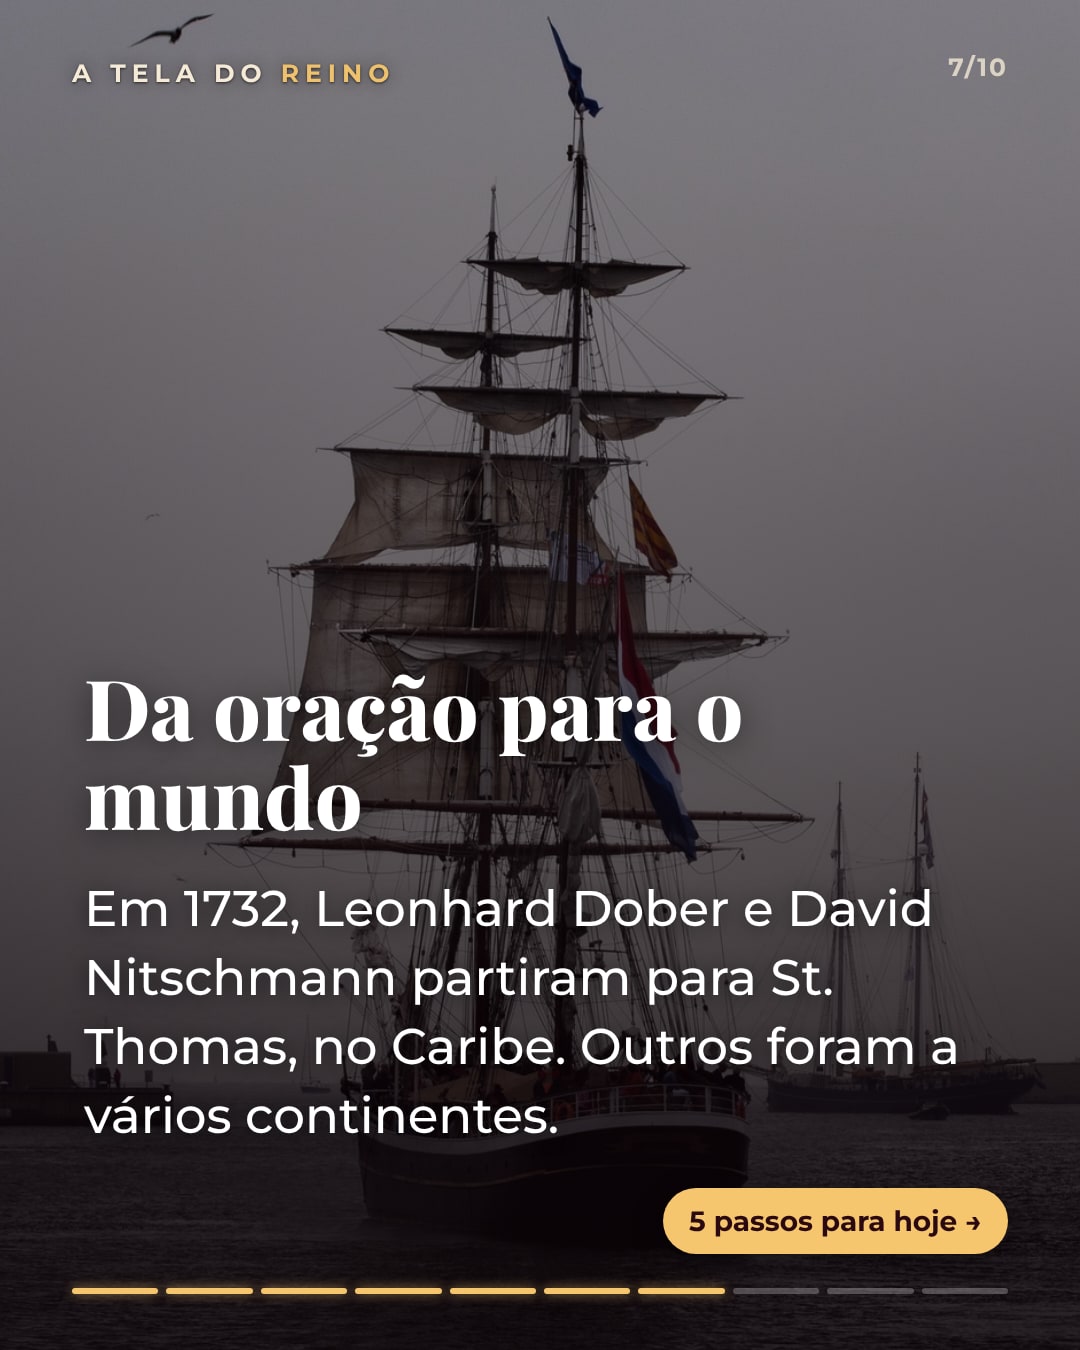 A TELA DO REINO
7/10
Da oração para o
mundo
Em 1732, Leonhard Dober e David
Nitschmann partiram para St.
Thomas, no Caribe. Outros foram a
vários continentes.
5 passos para hoje →